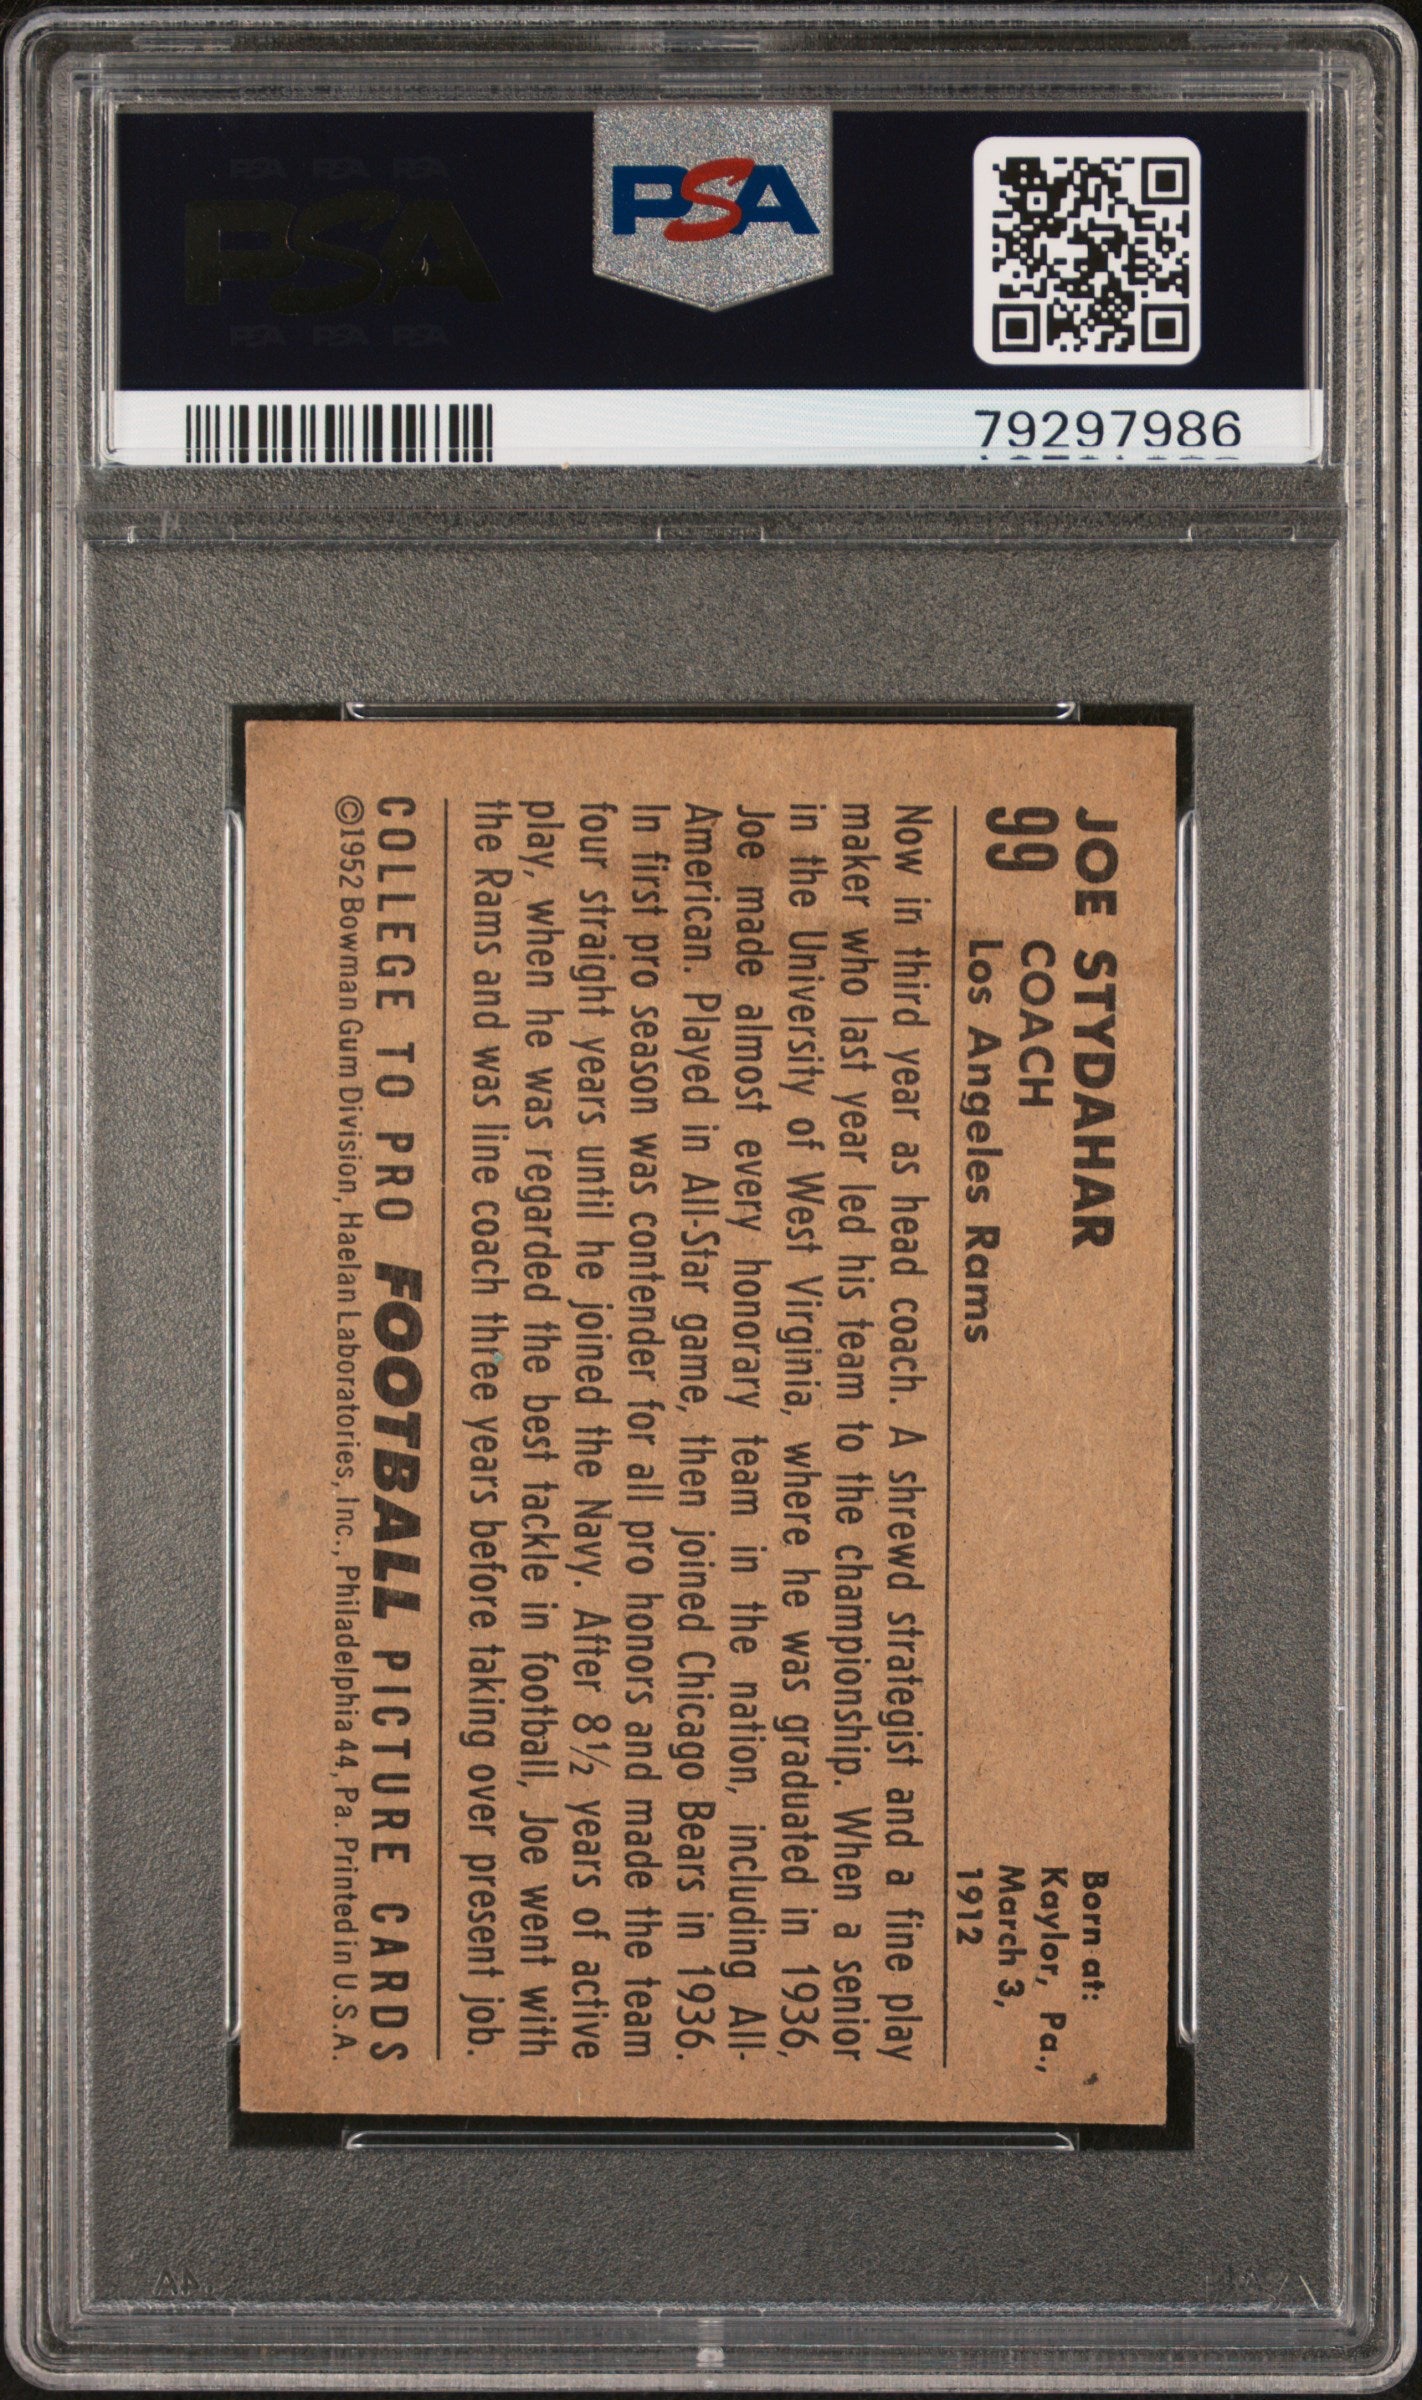 PSA PSA PSA
PSA
PSA PSA PSA
PSA
79297986
JOE STYDAHAR
99 COACH
Los Angeles Rams
Born at:
Kaylor, Pa.,
March 3,
1912
Now in third year as head coach. A shrewd strategist and a fine play
maker who last year led his team to the championship. When a senior
in the University of West Virginia, where he was graduated in 1936,
Joe made almost every honorary team in the nation, including All-
American. Played in All-Star game, then joined Chicago Bears in 1936.
In first pro season was contender for all pro honors and made the team
four straight years until he joined the Navy. After 8½ years of active
play, when he was regarded the best tackle in football, Joe went with
the Rams and was line coach three years before taking over present job.
COLLEGE TO PRO FOOTBALL PICTURE CARDS
©1952 Bowman Gum Division, Haelan Laboratories, Inc., Philadelphia 44, Pa. Printed in U.S.A.